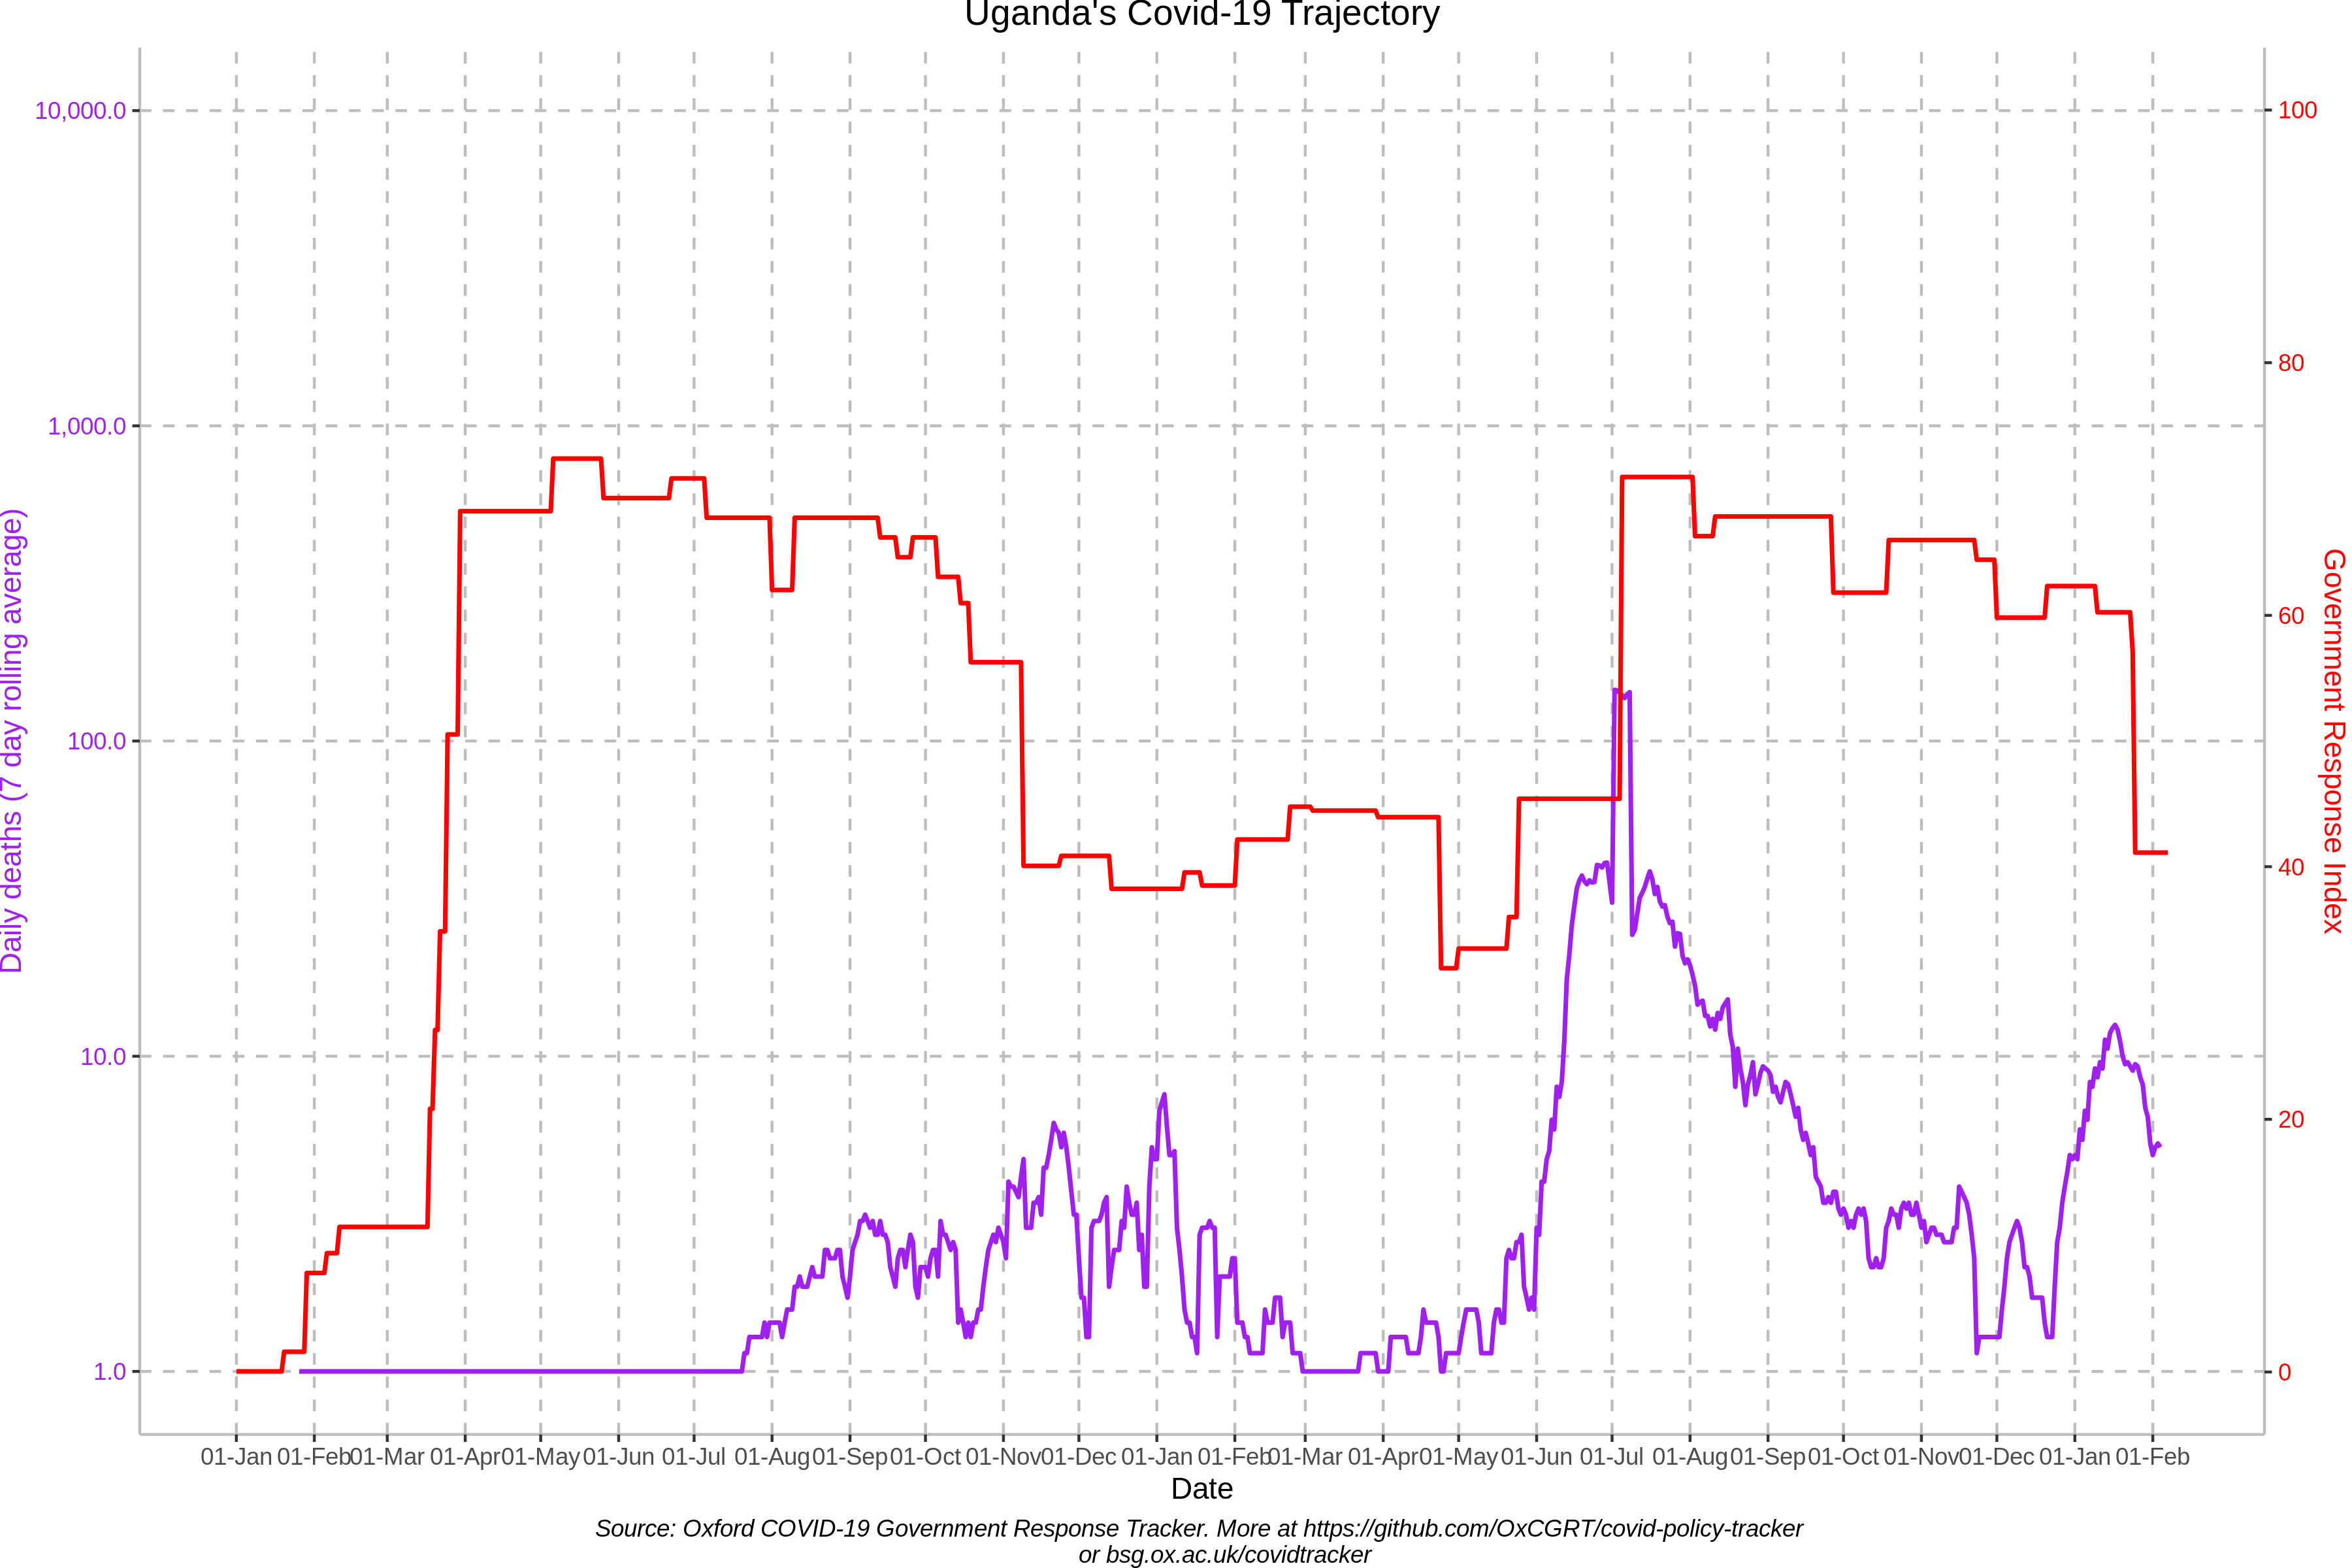 Uganda's Covid-19 Trajectory
10,000.0
1,000.0
100.0
10.0
1.0
Daily deaths (7 day rolling average)
100
80
60
40
20
0
Government Response Index
01-Jan 01-Feb 01-Mar 01-Apr 01-May 01-Jun 01-Jul 01-Aug 01-Sep 01-Oct 01-Nov 01-Dec 01-Jan 01-Feb 01-Mar 01-Apr 01-May 01-Jun 01-Jul 01-Aug 01-Sep 01-Oct 01-Nov 01-Dec 01-Jan 01-Feb
Date
Source: Oxford COVID-19 Government Response Tracker. More at https://github.com/OxCGRT/covid-policy-tracker
or bsg.ox.ac.uk/covidtracker